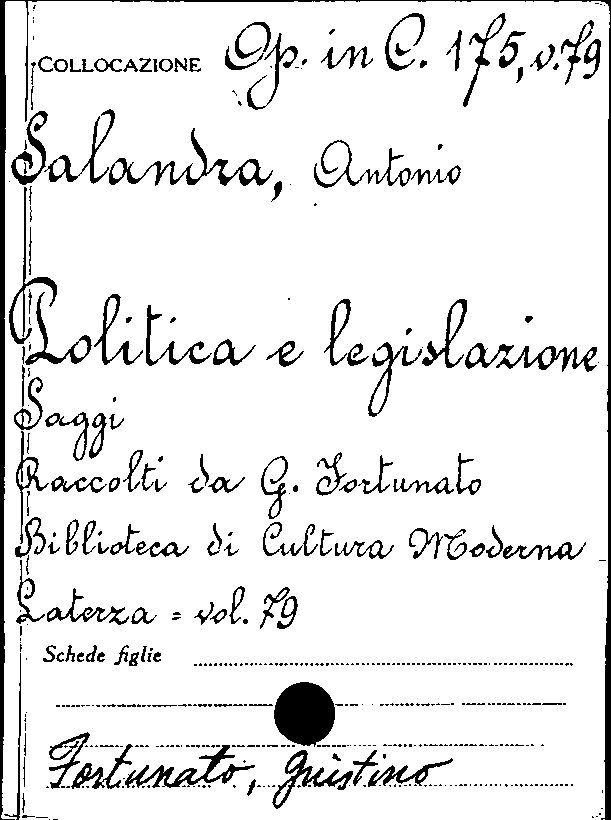 COLLOCAZIONE Op. in C. 175, v. 79
Salandra, Antonio
Politica e legislazione
Saggi
Raccolti da G. Fortunato
Biblioteca di Cultura Moderna
Laterza = vol. 79
Schede figlie
Fortunato, Giustino